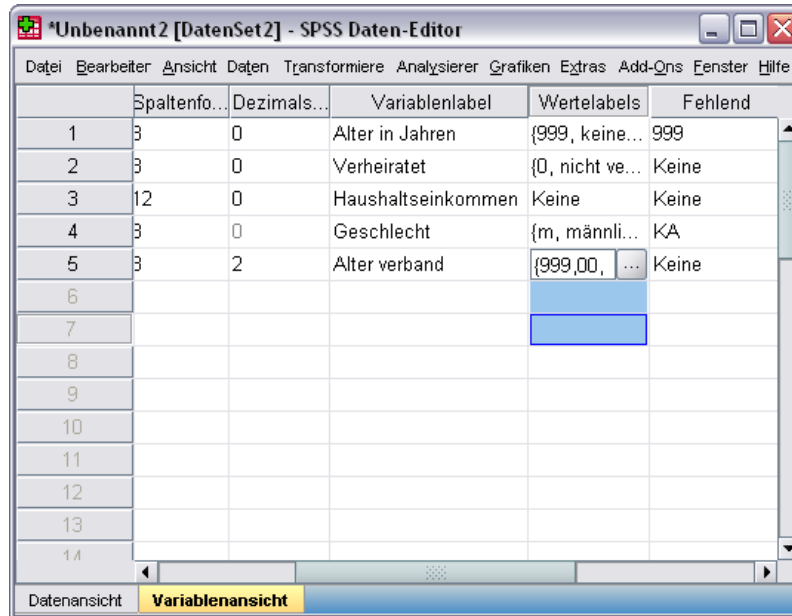 *Unbenannt2 [DatenSet2] - SPSS Daten-Editor
Datei Bearbeiter Ansicht Daten Transformiere Analysierer Grafiken Extras Add-Ons Fenster Hilfe
Spaltenfo... Dezimals... Variablenlabel Wertelabels Fehlend
1 8 0 Alter in Jahren {999, keine... 999
2 8 0 Verheiratet {0, nicht ve... Keine
3 12 0 Haushaltseinkommen Keine Keine
4 8 0 Geschlecht {m, männli... KA
5 8 2 Alter verband {999,00, ... Keine
6
7
8
9
10
11
12
13
14
Datenansicht Variablenansicht